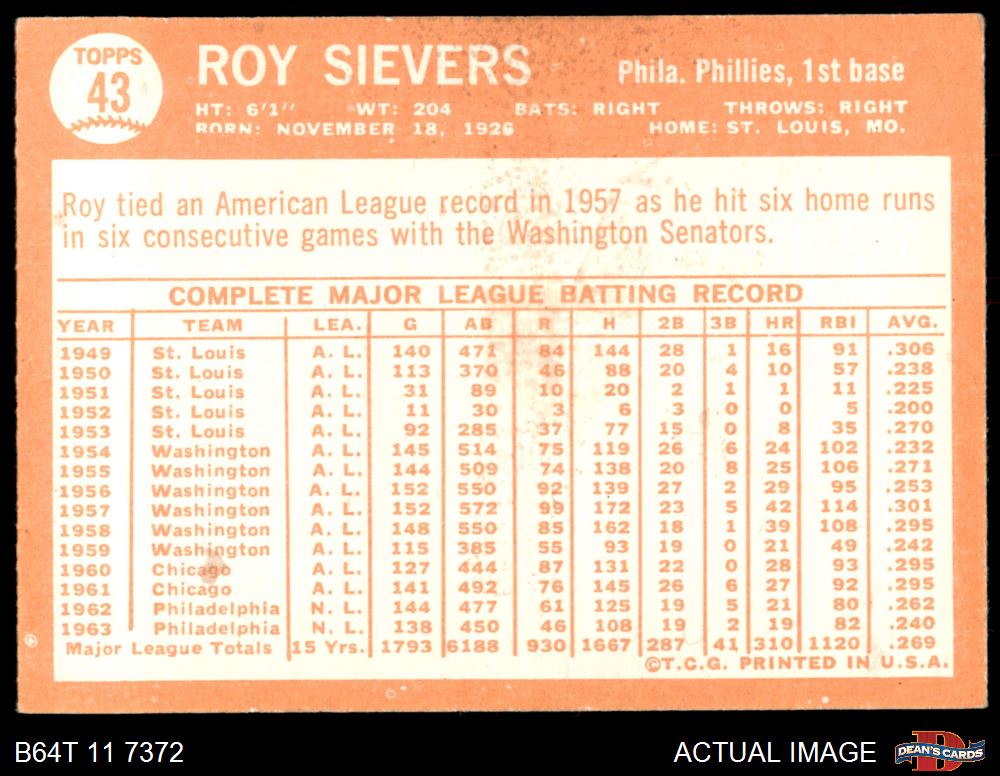 TOPPS
43
ROY SIEVERS
Phila. Phillies, 1st base
HT: 6'1" WT: 204 BATS: RIGHT THROWS: RIGHT
BORN: NOVEMBER 18, 1926 HOME: ST. LOUIS, MO.
Roy tied an American League record in 1957 as he hit six home runs
in six consecutive games with the Washington Senators.
COMPLETE MAJOR LEAGUE BATTING RECORD
YEAR TEAM LEA. G AB R H 2B 3B HR RBI AVG.
1949 St. Louis A. L. 140 471 84 144 28 1 16 91 .306
1950 St. Louis A. L. 113 370 46 88 20 4 10 57 .238
1951 St. Louis A. L. 31 89 10 20 2 1 1 11 .225
1952 St. Louis A. L. 11 30 3 6 3 0 0 5 .200
1953 St. Louis A. L. 92 285 37 77 15 0 8 35 .270
1954 Washington A. L. 145 514 75 119 26 6 24 102 .232
1955 Washington A. L. 144 509 74 138 20 8 25 106 .271
1956 Washington A. L. 152 550 92 139 27 2 29 95 .253
1957 Washington A. L. 152 572 99 172 23 5 42 114 .301
1958 Washington A. L. 148 550 85 162 18 1 39 108 .295
1959 Washington A. L. 115 385 55 93 19 0 21 49 .242
1960 Chicago A. L. 127 444 87 131 22 0 28 93 .295
1961 Chicago A. L. 141 492 76 145 26 6 27 92 .295
1962 Philadelphia N. L. 144 477 61 125 19 5 21 80 .262
1963 Philadelphia N. L. 138 450 46 108 19 2 19 82 .240
Major League Totals 15 Yrs. 1793 6188 930 1667 287 41 310 1120 .269
©T.C.G. PRINTED IN U.S.A.
B64T 11 7372
ACTUAL IMAGE
D
DEAN'S CARDS